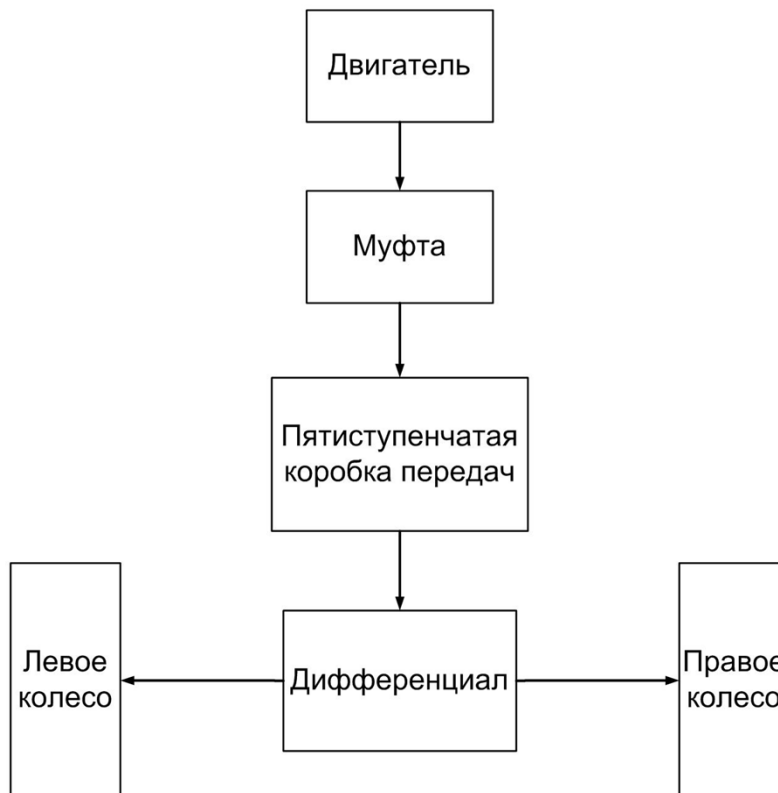 Двигатель
Муфта
Пятиступенчатая
коробка передач
Левое
колесо
Дифференциал
Правое
колесо